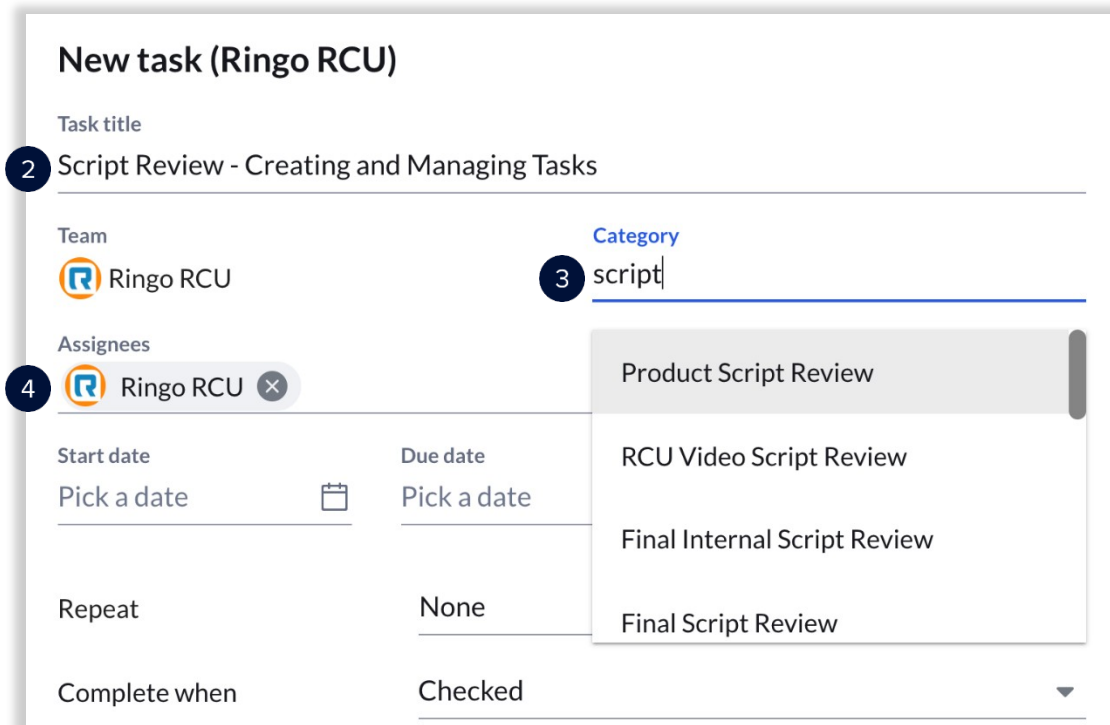 New task (Ringo RCU)
Task title
2 Script Review - Creating and Managing Tasks
Team Category
Ringo RCU 3 script
Assignees
4 Ringo RCU
Product Script Review
RCU Video Script Review
Final Internal Script Review
Final Script Review
Start date Due date
Pick a date Pick a date
Repeat None
Complete when Checked